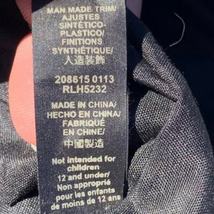 MAN MADE TRIM/
AJUSTES
SINTÉTICO-
PLASTICO/
FINITIONS
SYNTHÉTIQUE/
人造裝飾
208615 0113
RLH5232
MADE IN CHINA/
HECHO EN CHINA/
FABRIQUÉ
EN CHINE/
中國製造
Not intended for
children
12 and under/
Non approprié
pour les enfants
de moins de 12 ans